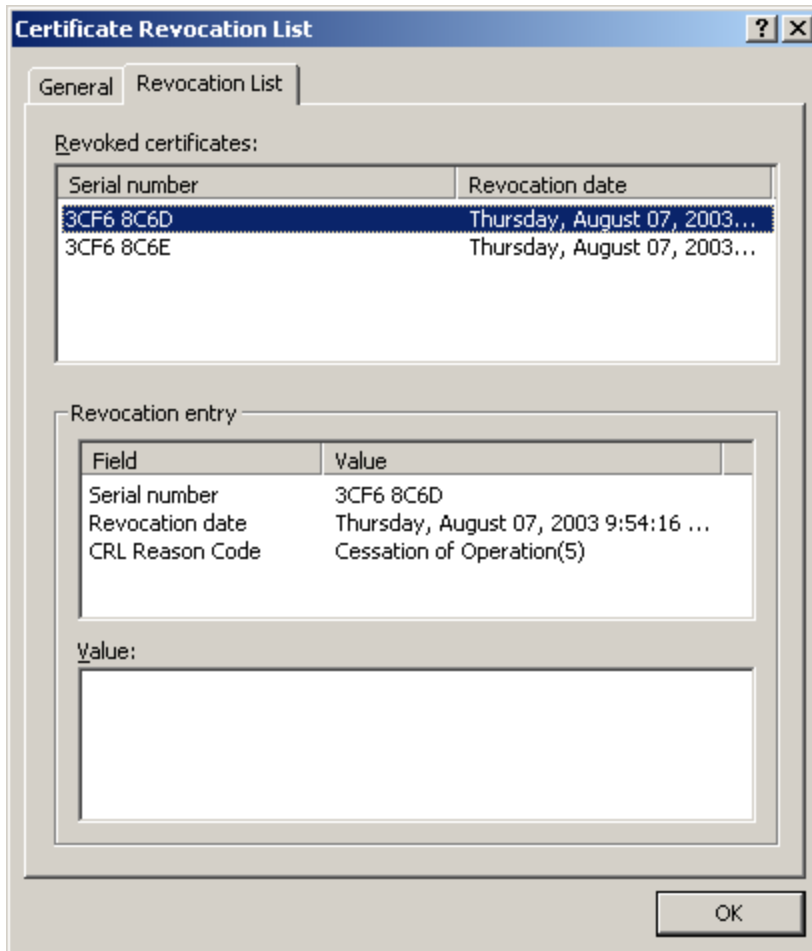 Certificate Revocation List
General Revocation List
Revoked certificates:
Serial number Revocation date
3CF6 8C6D Thursday, August 07, 2003...
3CF6 8C6E Thursday, August 07, 2003...
Revocation entry
Field Value
Serial number 3CF6 8C6D
Revocation date Thursday, August 07, 2003 9:54:16 ...
CRL Reason Code Cessation of Operation(5)
Value:
OK